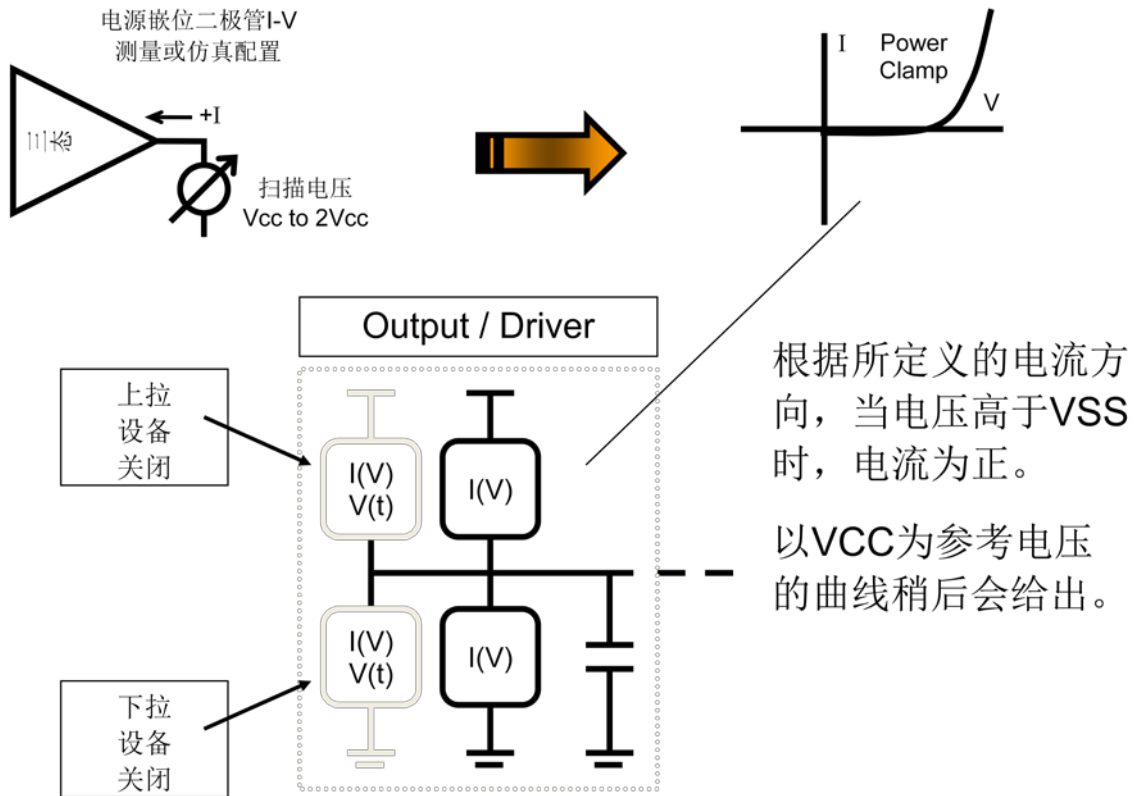 电源嵌位二极管I-V
测量或仿真配置
+I
三态
扫描电压
Vcc to 2Vcc
I
Power
Clamp
V
Output / Driver
上拉
设备
关闭
I(V)
V(t)
I(V)
I(V)
V(t)
I(V)
下拉
设备
关闭
根据所定义的电流方
向，当电压高于VSS
时，电流为正。
以VCC为参考电压
的曲线稍后会给出。